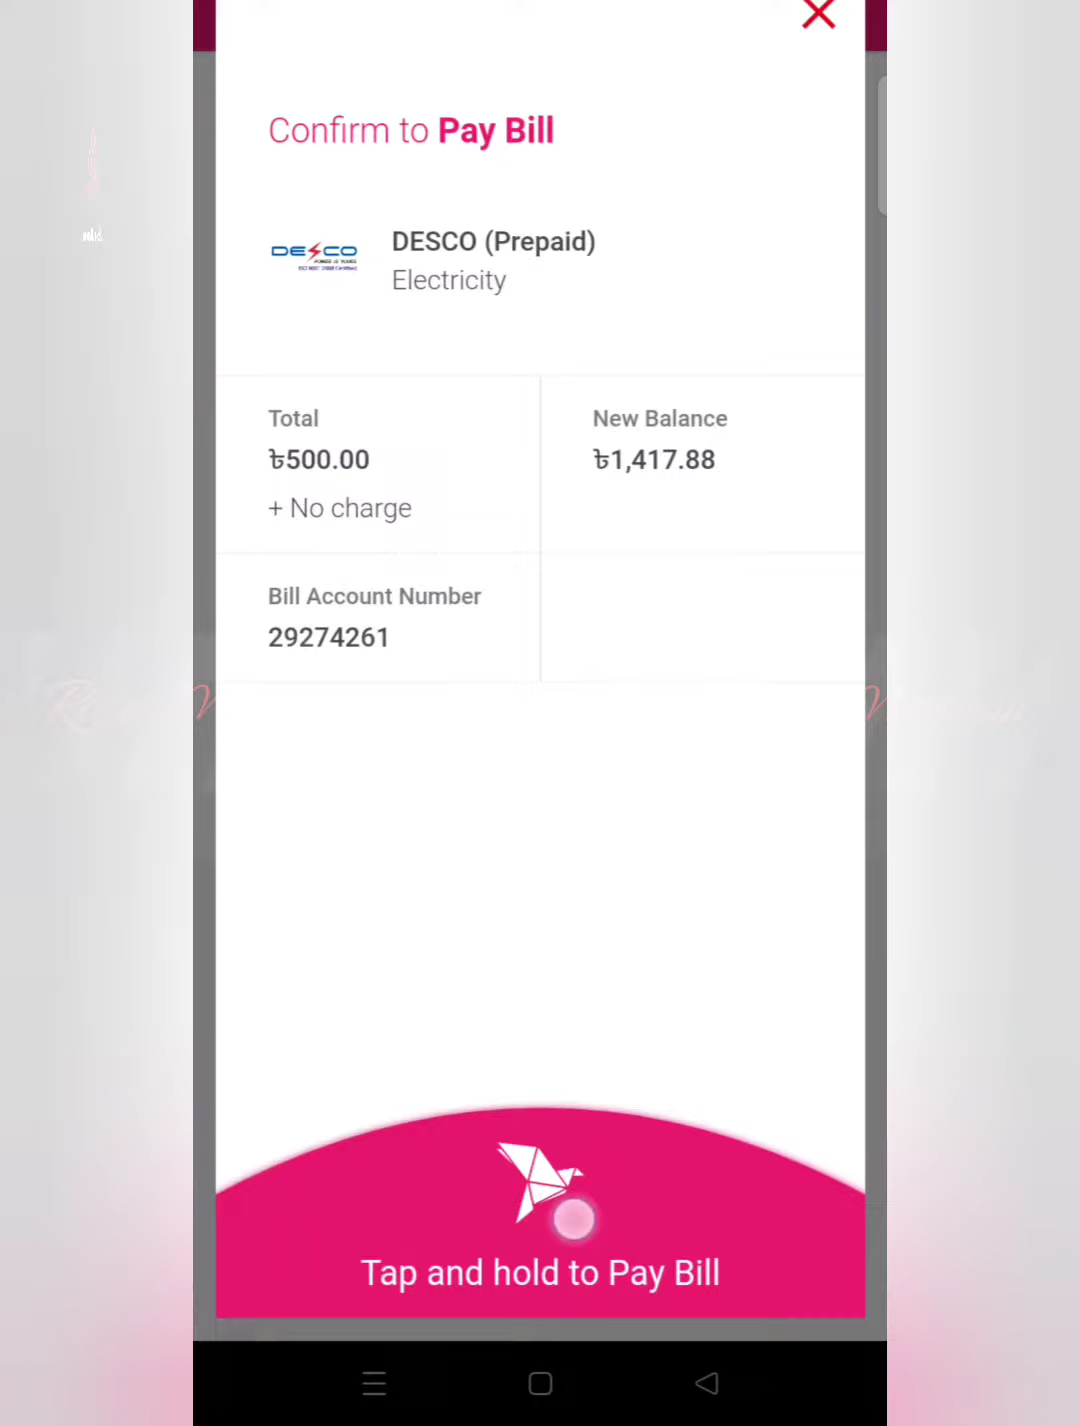 Confirm to Pay Bill
DESCO
DESCO (Prepaid)
Electricity
Total
৳500.00
+ No charge
New Balance
৳1,417.88
Bill Account Number
29274261
Tap and hold to Pay Bill